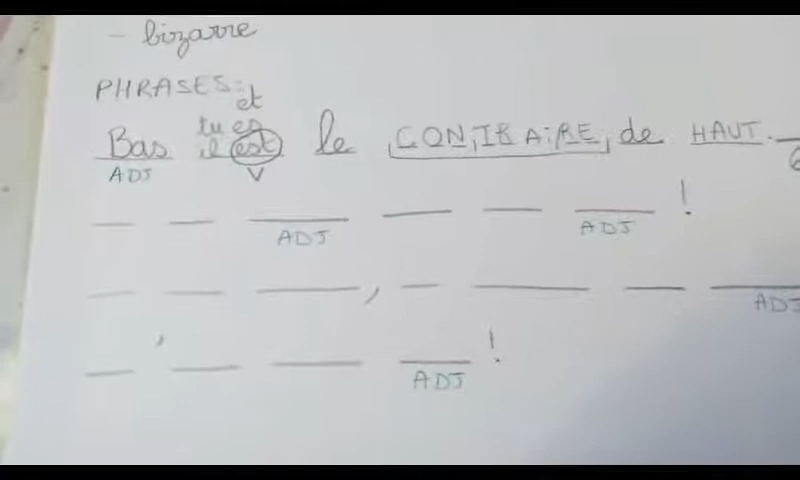 - bizarre
PHRASES:
et
tu es
Bas il est le CONTRAIRE, de HAUT.
ADJ V
!
ADJ ADJ
,
ADJ
' !
ADJ